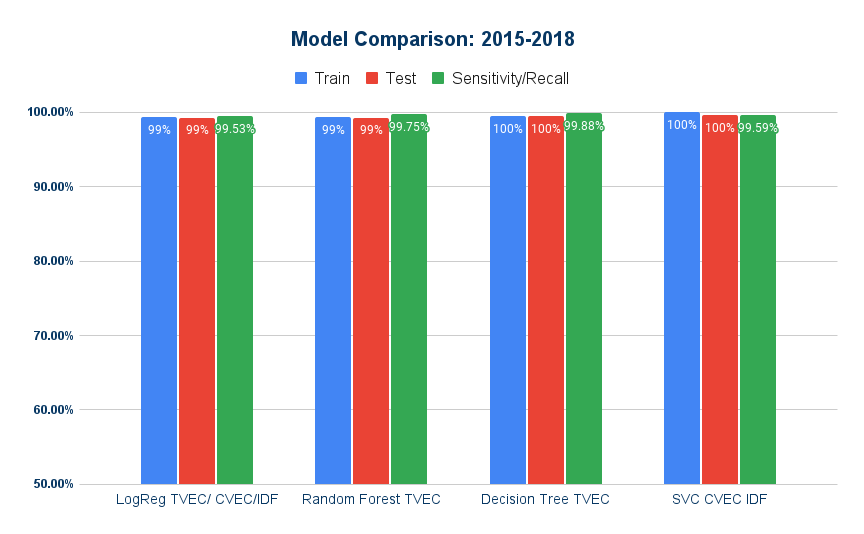 Model Comparison: 2015-2018
Train Test Sensitivity/Recall
100.00%
90.00%
80.00%
70.00%
60.00%
50.00%
99% 99% 99.53% 99% 99% 99.75% 100% 100% 99.88% 100% 100% 99.59%
LogReg TVEC/ CVEC/IDF Random Forest TVEC Decision Tree TVEC SVC CVEC IDF